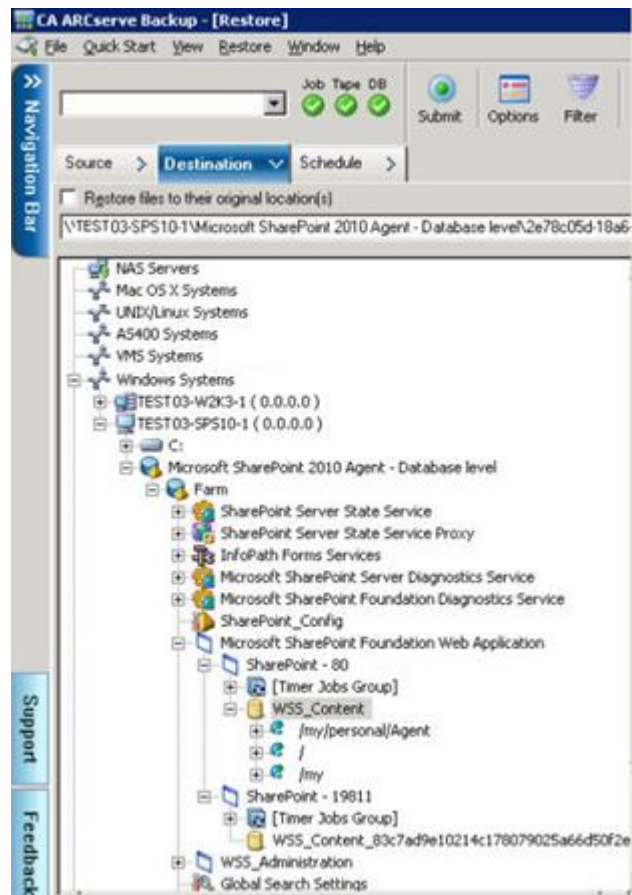 CA ARCserve Backup - [Restore]
File Quick Start View Restore Window Help
Job Tape DB
Submit Options Filter
Source > Destination Schedule >
Restore files to their original location(s)
\\TEST03-SPS10-1\Microsoft SharePoint 2010 Agent - Database level\2e78c05d-18a6-
NAS Servers
Mac OS X Systems
UNIX/Linux Systems
AS400 Systems
VMS Systems
Windows Systems
TEST03-W2K3-1 ( 0.0.0.0 )
TEST03-SPS10-1 ( 0.0.0.0 )
C:
Microsoft SharePoint 2010 Agent - Database level
Farm
SharePoint Server State Service
SharePoint Server State Service Proxy
InfoPath Forms Services
Microsoft SharePoint Server Diagnostics Service
Microsoft SharePoint Foundation Diagnostics Service
SharePoint_Config
Microsoft SharePoint Foundation Web Application
SharePoint - 80
[Timer Jobs Group]
WSS_Content
/my/personal/Agent
/
/my
SharePoint - 19811
[Timer Jobs Group]
WSS_Content_83c7ad9e10214c178079025a66d50f2e
WSS_Administration
Global Search Settings
>> Navigation Bar
Support
Feedback